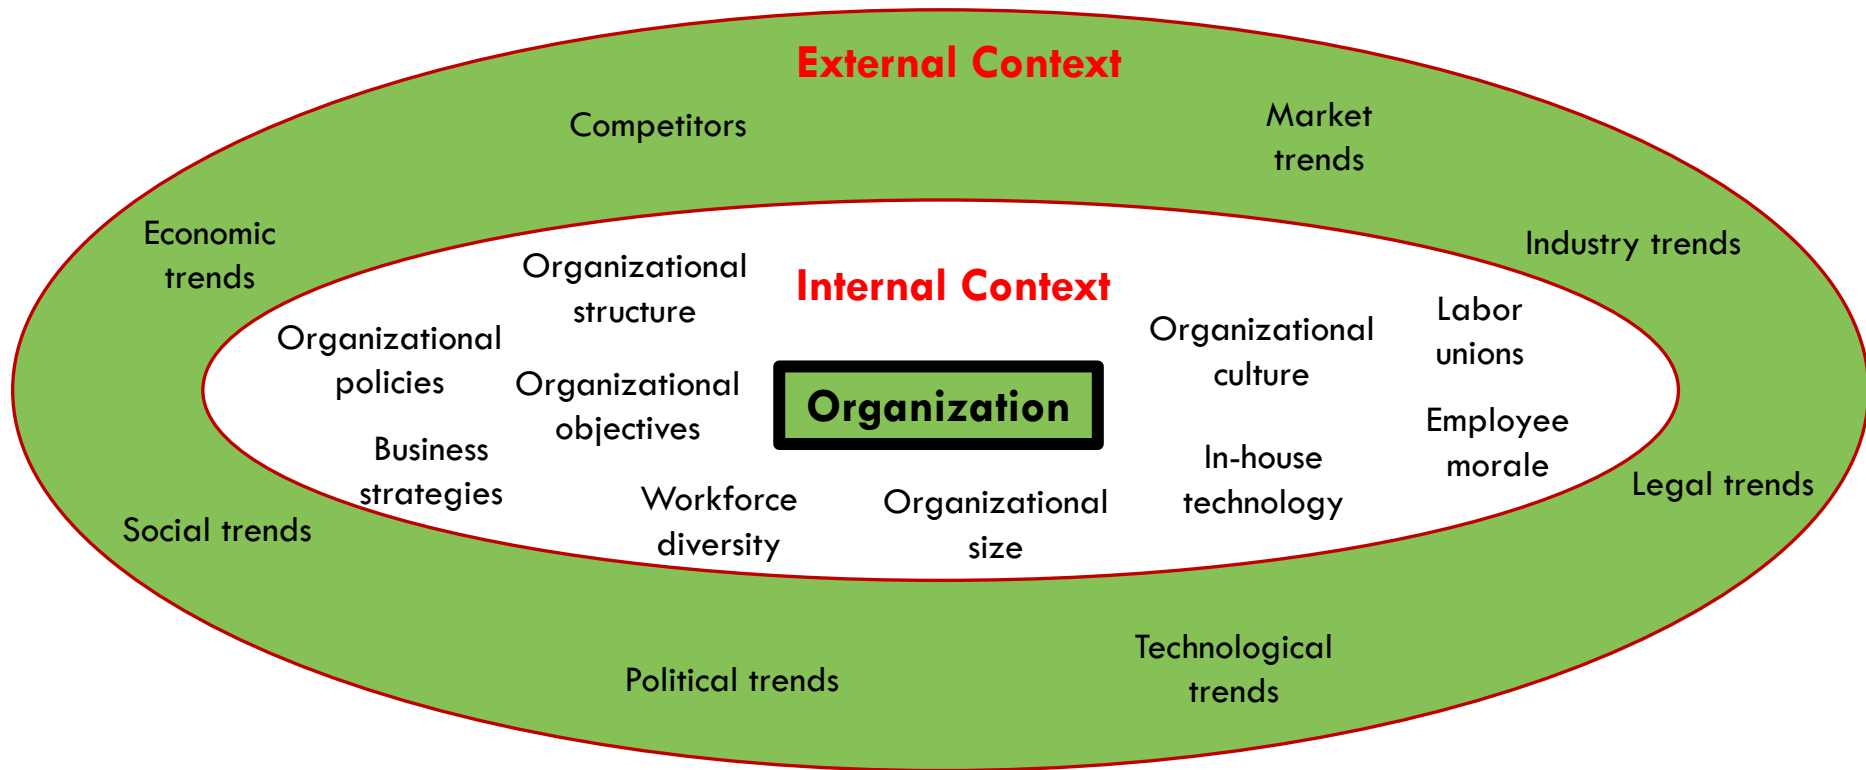 External Context
Competitors
Market
trends
Economic
trends
Industry trends
Organizational
structure
Internal Context
Labor
unions
Organizational
policies
Organizational
culture
Organizational
objectives
Organization
Employee
morale
Business
strategies
In-house
technology
Legal trends
Workforce
diversity
Organizational
size
Social trends
Political trends
Technological
trends